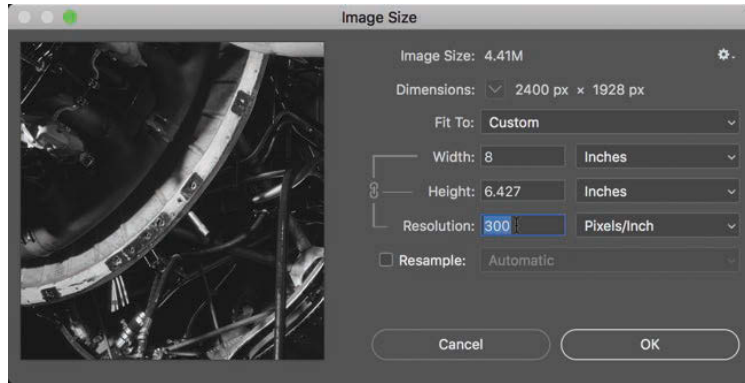 Image Size
Image Size: 4.41M
Dimensions: 2400 px × 1928 px
Fit To: Custom
Width: 8 Inches
Height: 6.427 Inches
Resolution: 300 Pixels/Inch
Resample: Automatic
Cancel OK